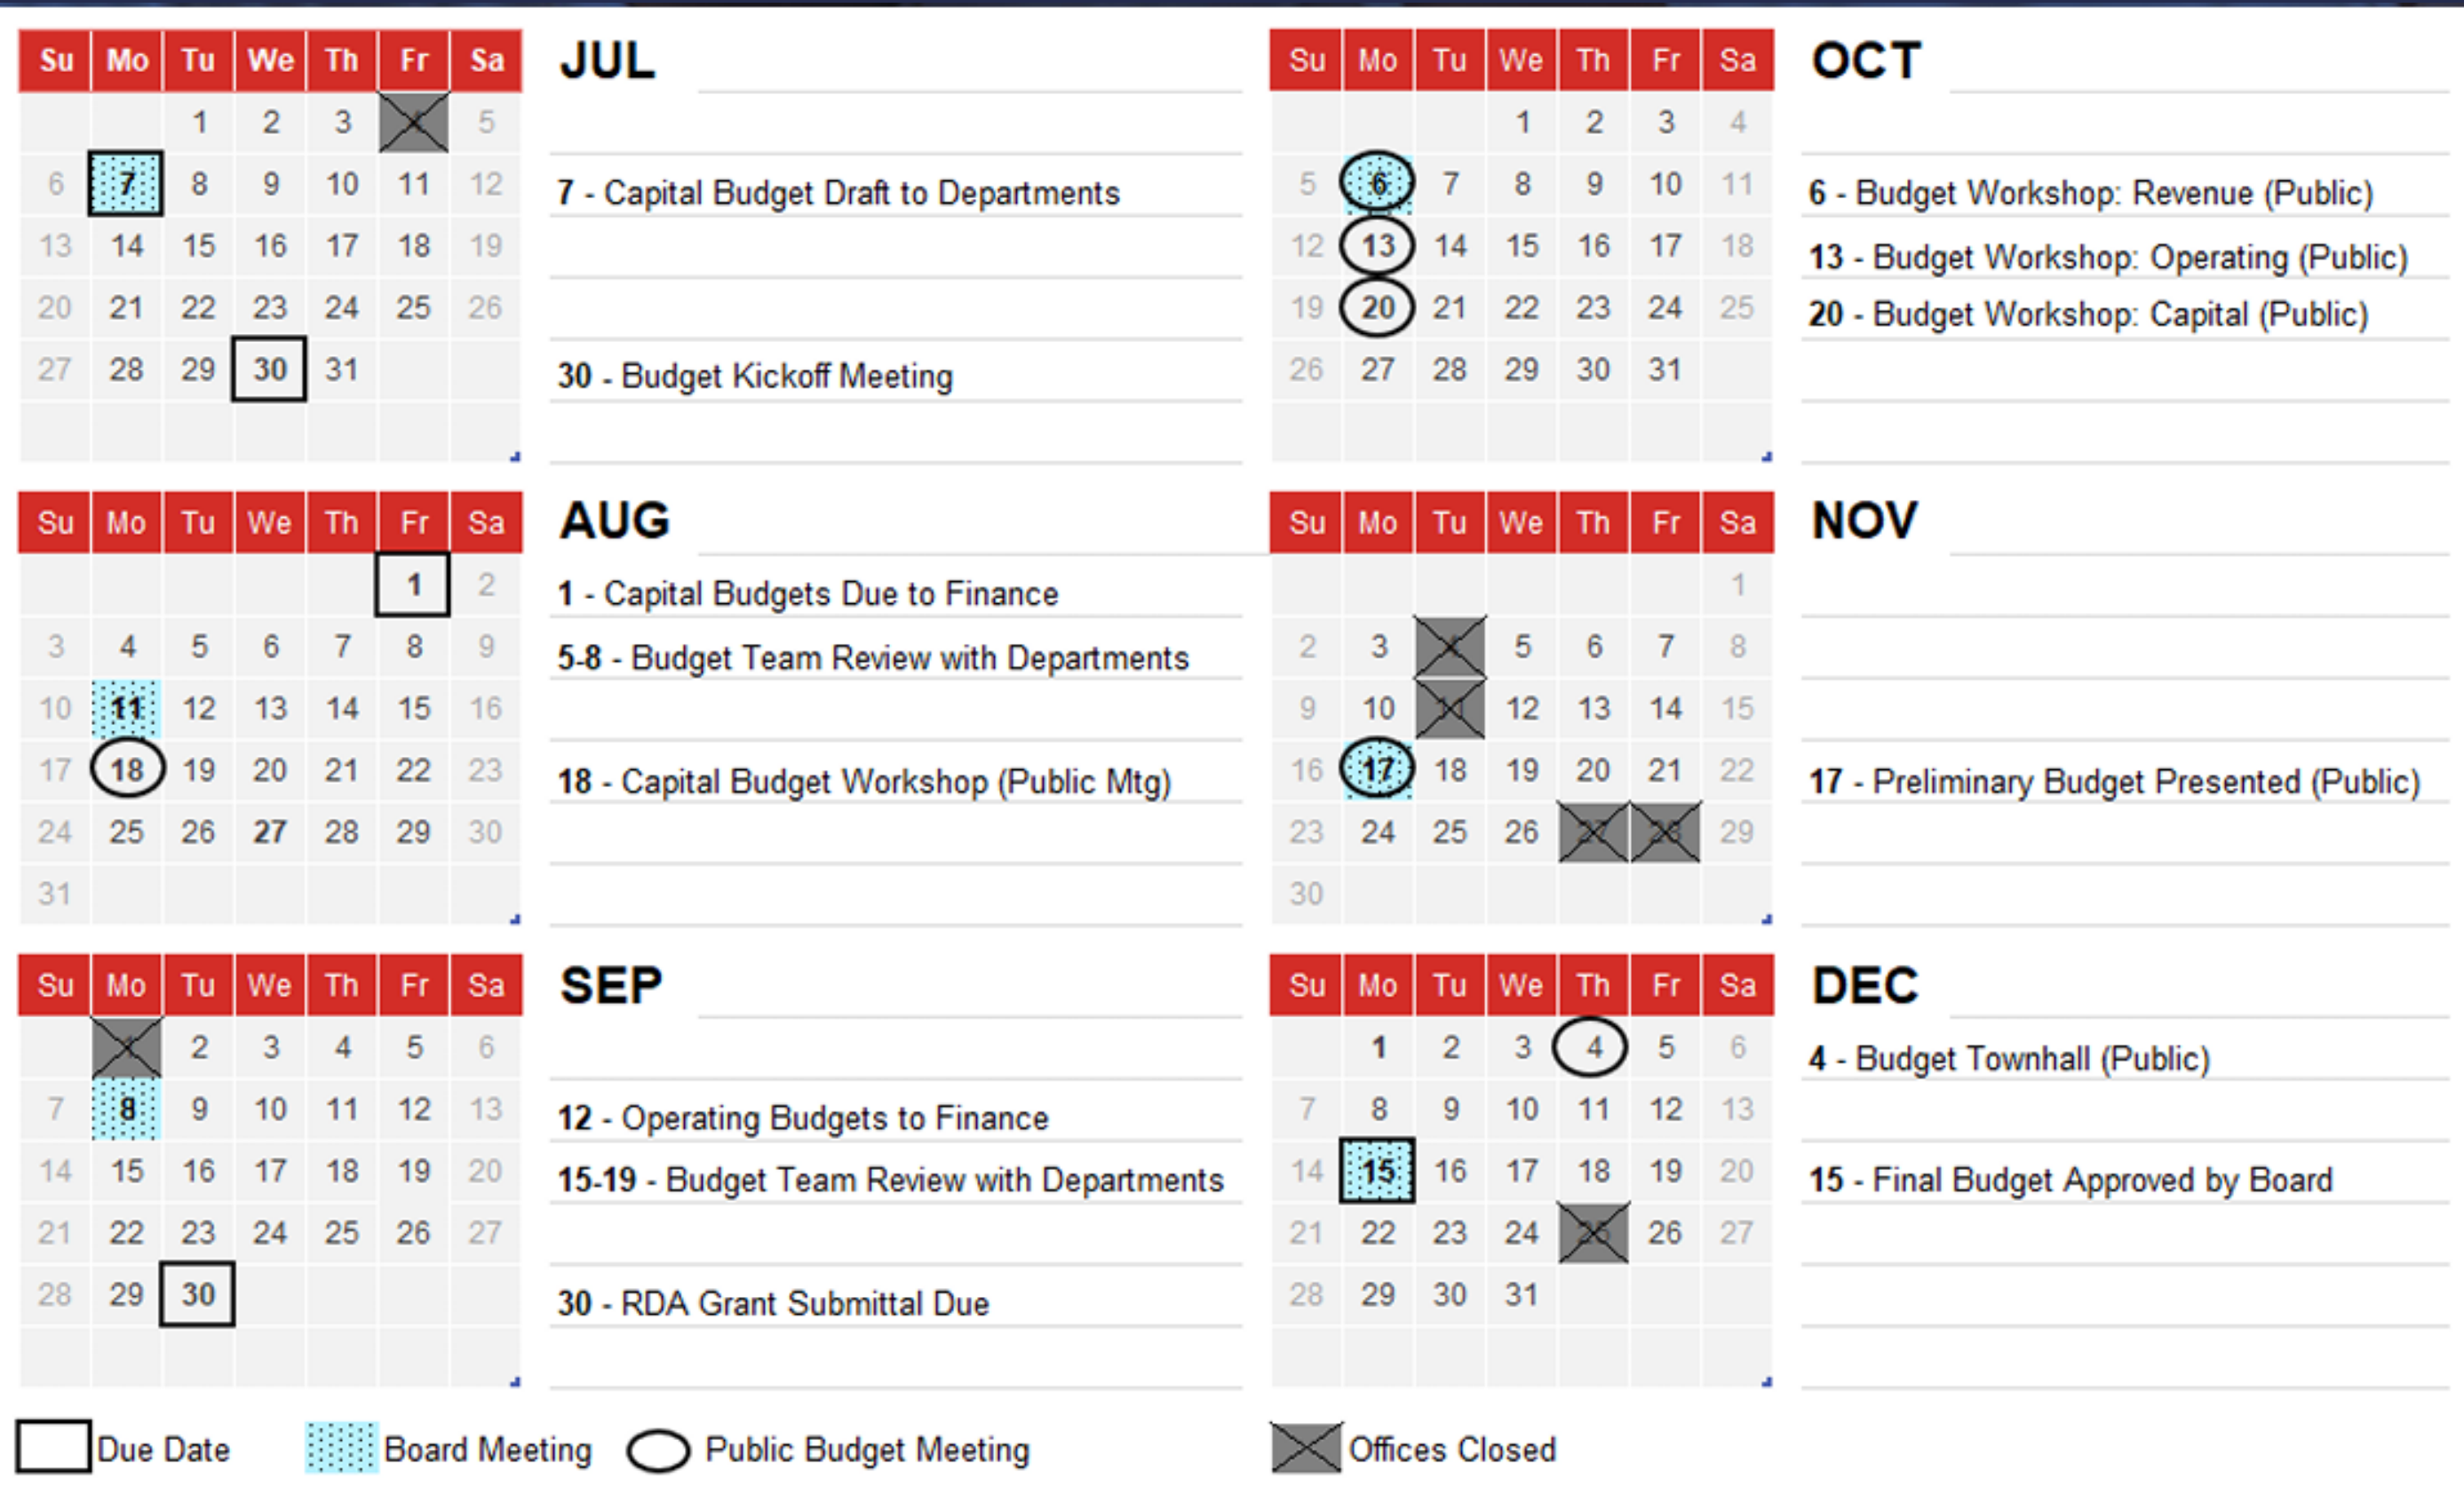 Su Mo Tu We Th Fr Sa
JUL
1 2 3 4 5
6 7 8 9 10 11 12
7 - Capital Budget Draft to Departments
13 14 15 16 17 18 19
20 21 22 23 24 25 26
27 28 29 30 31
30 - Budget Kickoff Meeting
Su Mo Tu We Th Fr Sa
AUG
1 2
1 - Capital Budgets Due to Finance
3 4 5 6 7 8 9
5-8 - Budget Team Review with Departments
10 11 12 13 14 15 16
17 18 19 20 21 22 23
18 - Capital Budget Workshop (Public Mtg)
24 25 26 27 28 29 30
31
Su Mo Tu We Th Fr Sa
SEP
1 2 3 4 5 6
7 8 9 10 11 12 13
12 - Operating Budgets to Finance
14 15 16 17 18 19 20
15-19 - Budget Team Review with Departments
21 22 23 24 25 26 27
28 29 30
30 - RDA Grant Submittal Due
Su Mo Tu We Th Fr Sa
OCT
1 2 3 4
5 6 7 8 9 10 11
6 - Budget Workshop: Revenue (Public)
12 13 14 15 16 17 18
13 - Budget Workshop: Operating (Public)
19 20 21 22 23 24 25
20 - Budget Workshop: Capital (Public)
26 27 28 29 30 31
Su Mo Tu We Th Fr Sa
NOV
1
2 3 4 5 6 7 8
9 10 11 12 13 14 15
16 17 18 19 20 21 22
17 - Preliminary Budget Presented (Public)
23 24 25 26 27 28 29
30
Su Mo Tu We Th Fr Sa
DEC
1 2 3 4 5 6
4 - Budget Townhall (Public)
7 8 9 10 11 12 13
14 15 16 17 18 19 20
15 - Final Budget Approved by Board
21 22 23 24 25 26 27
28 29 30 31
Due Date
Board Meeting
Public Budget Meeting
Offices Closed